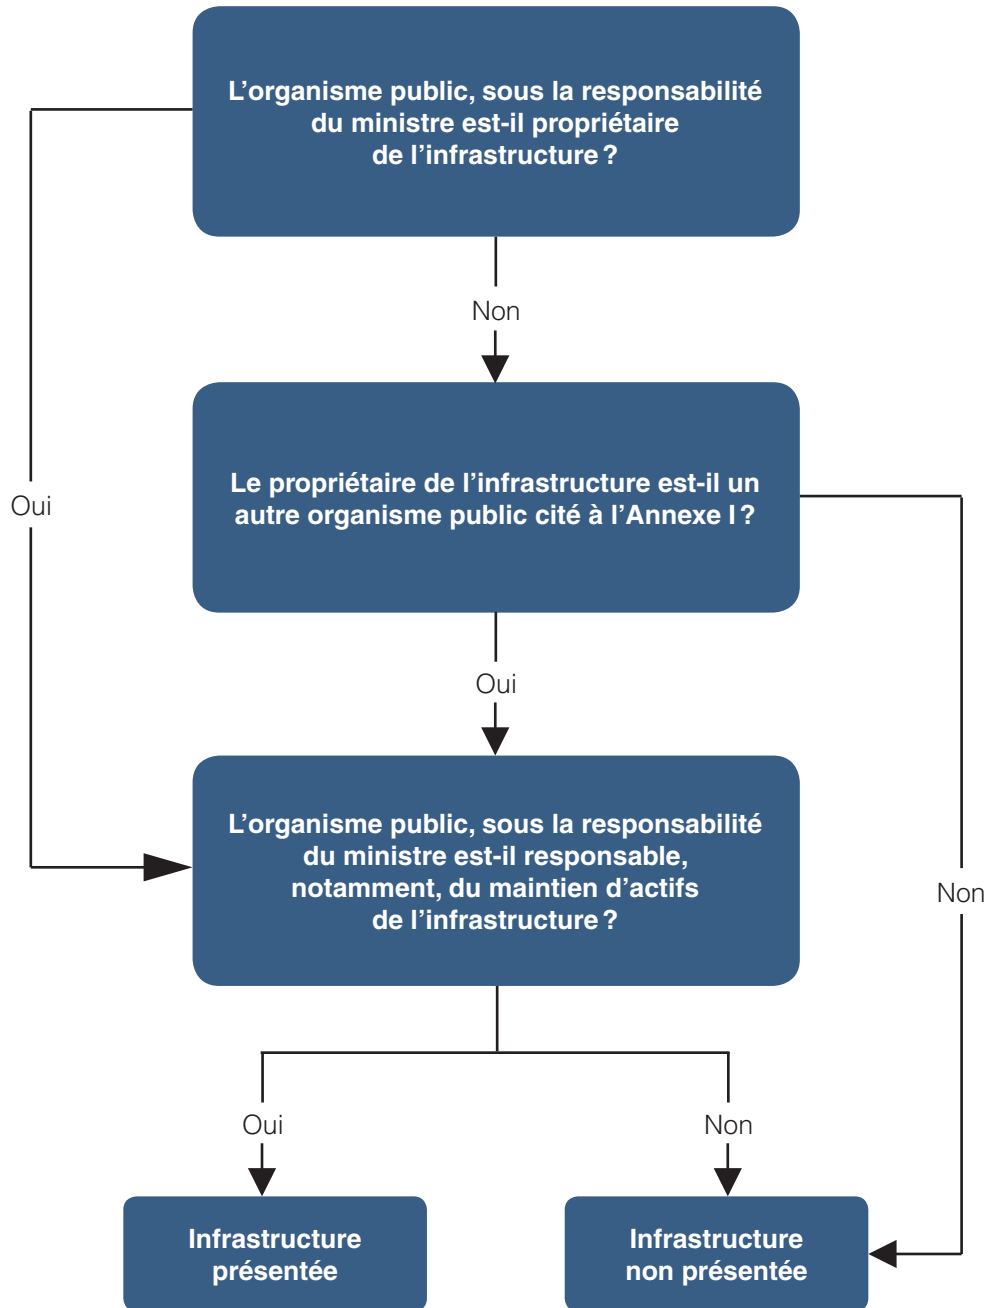 L'organisme public, sous la responsabilité
du ministre est-il propriétaire
de l'infrastructure ?
Non
Le propriétaire de l'infrastructure est-il un
autre organisme public cité à l'Annexe I ?
Oui
Oui
L'organisme public, sous la responsabilité
du ministre est-il responsable,
notamment, du maintien d'actifs
de l'infrastructure ?
Non
Oui
Non
Infrastructure
présentée
Infrastructure
non présentée